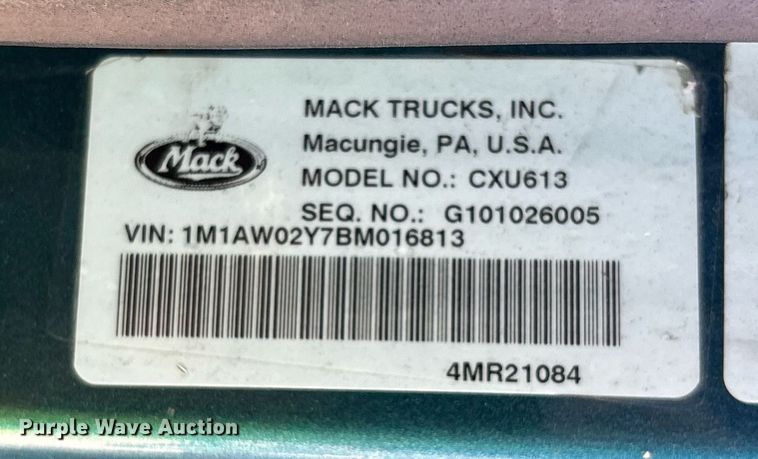 MACK TRUCKS, INC.
Mack
Macungie, PA, U.S.A.
MODEL NO.: CXU613
SEQ. NO.: G101026005
VIN: 1M1AW02Y7BM016813
4MR21084
Purple Wave Auction